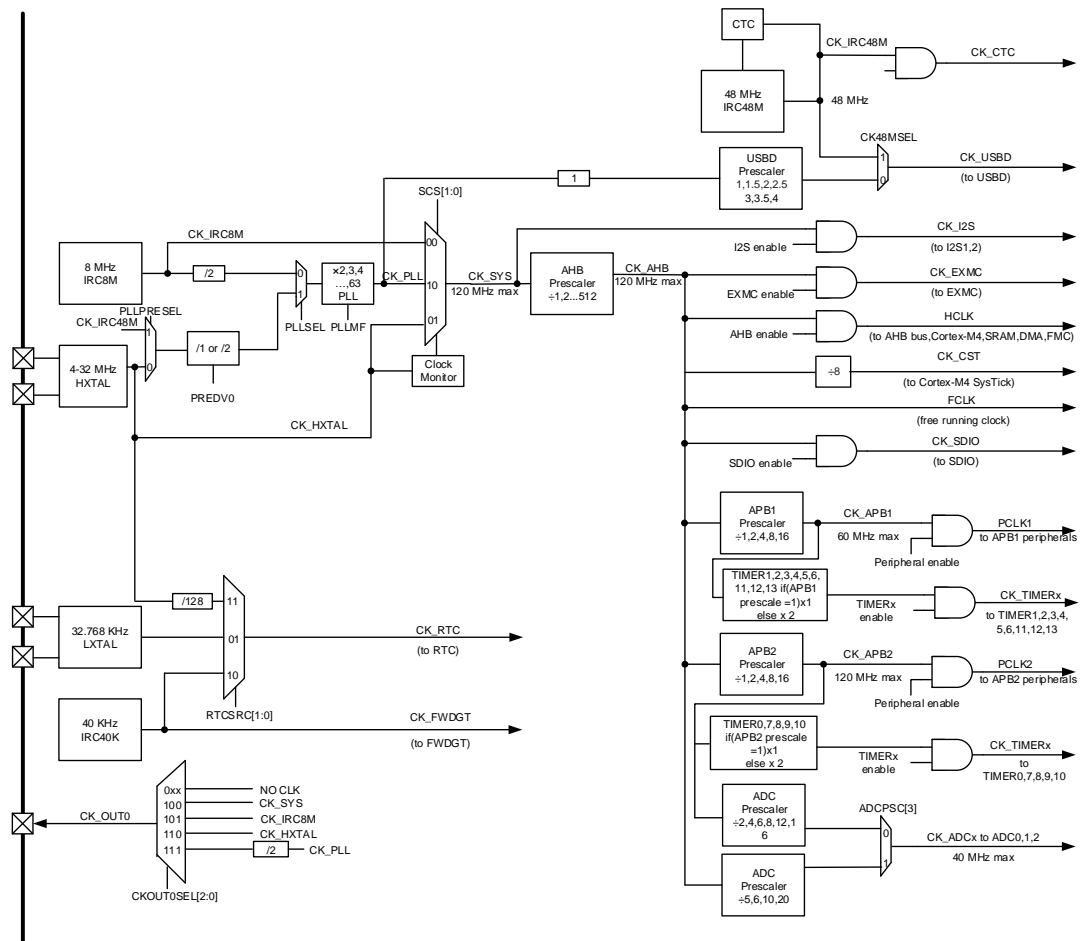 CTC
CK_IRC48M
CK_CTC
48 MHz
IRC48M
48 MHz
CK48MSEL
USBD
Prescaler
1,1.5,2,2.5
3,3.5,4
1
0
CK_USBD
(to USBD)
1
SCS[1:0]
CK_IRC8M
00
I2S enable
CK_I2S
(to I2S1,2)
8 MHz
IRC8M
/2
0
1
PLLSEL
×2,3,4
…,63
PLL
PLLMF
CK_PLL
10
CK_SYS
120 MHz max
AHB
Prescaler
÷1,2...512
CK_AHB
120 MHz max
EXMC enable
CK_EXMC
(to EXMC)
PLLPRESEL
CK_IRC48M
1
0
/1 or /2
PREDV0
01
AHB enable
HCLK
(to AHB bus,Cortex-M4,SRAM,DMA,FMC)
4-32 MHz
HXTAL
Clock
Monitor
÷8
CK_CST
(to Cortex-M4 SysTick)
FCLK
(free running clock)
CK_HXTAL
SDIO enable
CK_SDIO
(to SDIO)
APB1
Prescaler
÷1,2,4,8,16
CK_APB1
60 MHz max
Peripheral enable
PCLK1
to APB1 peripherals
TIMER1,2,3,4,5,6,
11,12,13 if(APB1
prescale =1)x1
else x 2
TIMERx
enable
CK_TIMERx
to TIMER1,2,3,4,
5,6,11,12,13
/128
11
32.768 KHz
LXTAL
01
CK_RTC
(to RTC)
10
RTCSRC[1:0]
APB2
Prescaler
÷1,2,4,8,16
CK_APB2
120 MHz max
Peripheral enable
PCLK2
to APB2 peripherals
40 KHz
IRC40K
CK_FWDGT
(to FWDGT)
TIMER0,7,8,9,10
if(APB2 prescale
=1)x1
else x 2
TIMERx
enable
CK_TIMERx
to
TIMER0,7,8,9,10
CK_OUT0
0xx
NO CLK
100
CK_SYS
101
CK_IRC8M
110
CK_HXTAL
111
/2
CK_PLL
CKOUT0SEL[2:0]
ADC
Prescaler
÷2,4,6,8,12,1
6
ADCPSC[3]
0
1
CK_ADCx to ADC0,1,2
40 MHz max
ADC
Prescaler
÷5,6,10,20